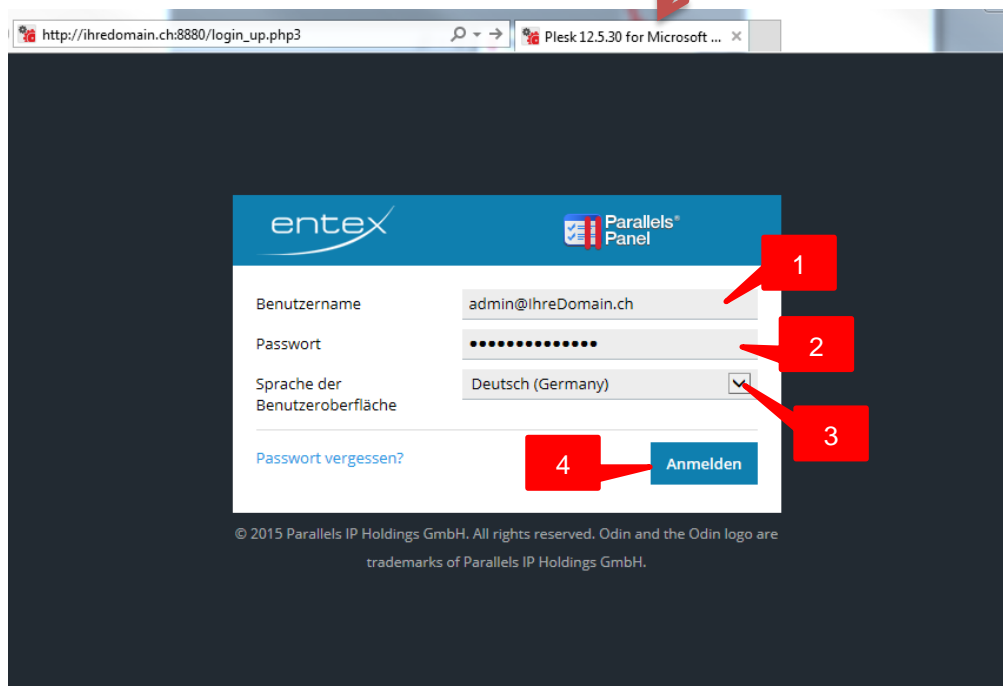 http://ihredomain.ch:8880/login_up.php3
Plesk 12.5.30 for Microsoft ...
entex
Parallels®
Panel
1
Benutzername
admin@IhreDomain.ch
Passwort
••••••••••••••
2
Sprache der
Benutzeroberfläche
Deutsch (Germany)
3
Passwort vergessen?
4
Anmelden
© 2015 Parallels IP Holdings GmbH. All rights reserved. Odin and the Odin logo are
trademarks of Parallels IP Holdings GmbH.